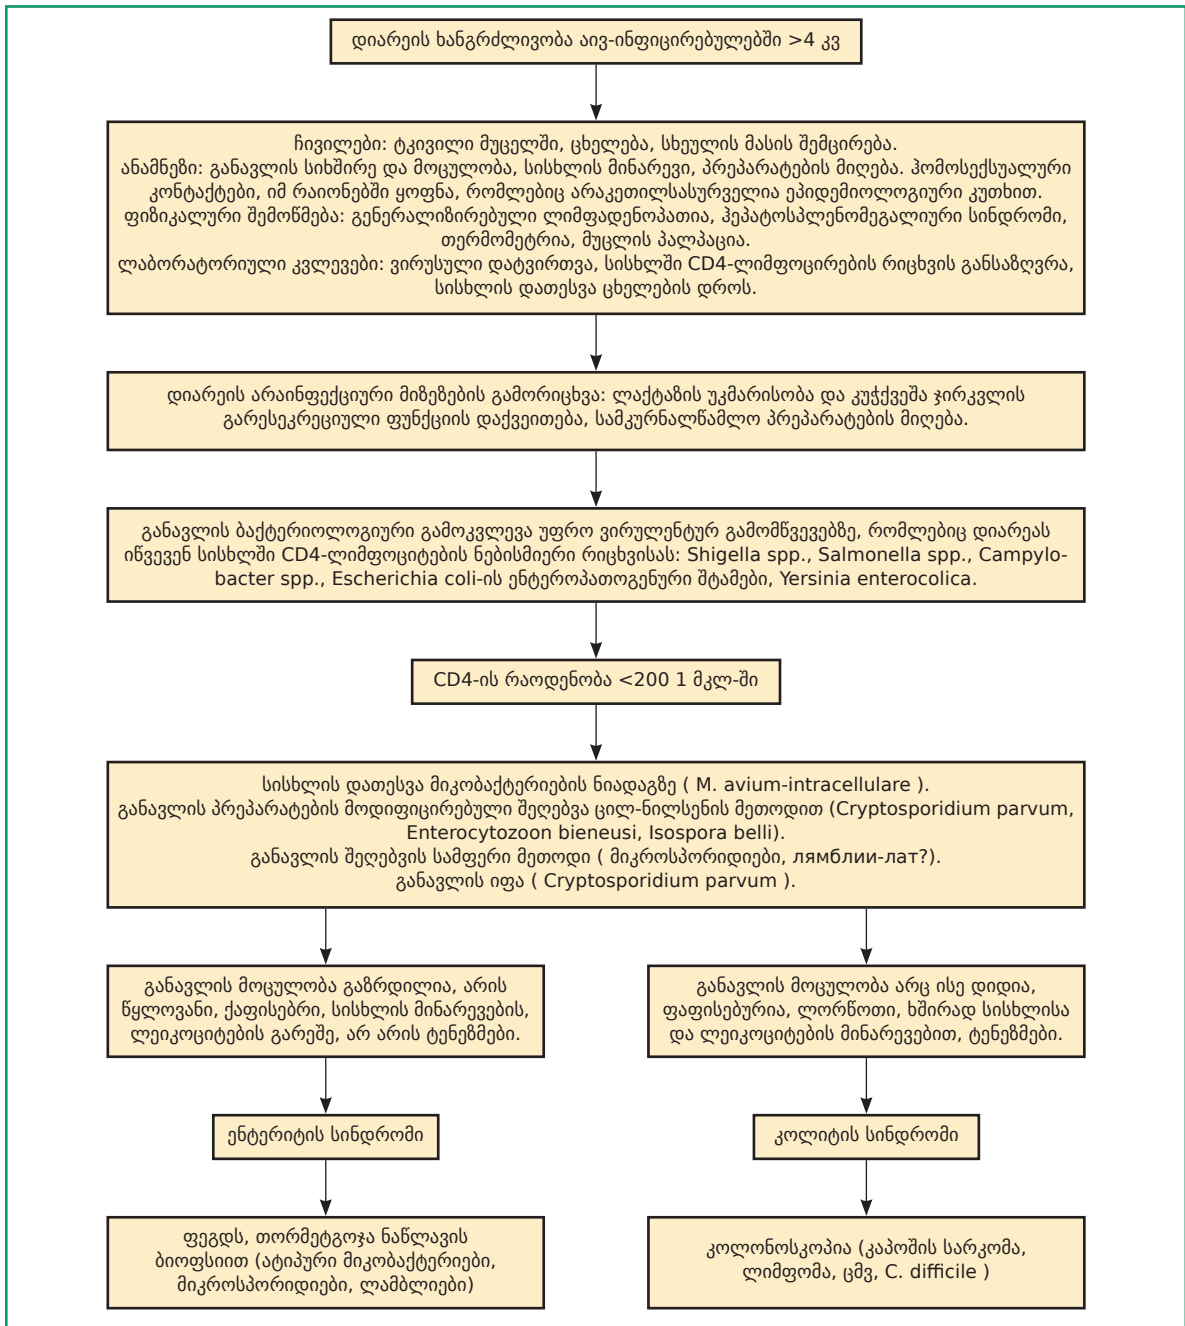 დიარეის ხანგრძლივობა აივ-ინფიცირებულებში >4 კვ
ჩივილები: ტკივილი მუცელში, ცხელება, სხეულის მასის შემცირება.
ანამნეზი: განავლის სიხშირე და მოცულობა, სისხლის მინარევი, პრეპარატების მიღება. ჰომოსექსუალური
კონტაქტები, იმ რაიონებში ყოფნა, რომლებიც არაკეთილსასურველია ეპიდემიოლოგიური კუთხით.
ფიზიკალური შემოწმება: გენერალიზირებული ლიმფადენოპათია, ჰეპატოსპლენომეგალიური სინდრომი,
თერმომეტრია, მუცლის პალპაცია.
ლაბორატორიული კვლევები: ვირუსული დატვირთვა, სისხლში CD4-ლიმფოცირების რიცხვის განსაზღვრა,
სისხლის დათესვა ცხელების დროს.
დიარეის არაინფექციური მიზეზების გამორიცხვა: ლაქტაზის უკმარისობა და კუჭქვეშა ჯირკვლის
გარესეკრეციული ფუნქციის დაქვეითება, სამკურნალწამლო პრეპარატების მიღება.
განავლის ბაქტერიოლოგიური გამოკვლევა უფრო ვირულენტურ გამომწვევებზე, რომლებიც დიარეას
იწვევენ სისხლში CD4-ლიმფოციტების ნებისმიერი რიცხვისას: Shigella spp., Salmonella spp., Campylo-
bacter spp., Escherichia coli-ის ენტეროპათოგენური შტამები, Yersinia enterocolica.
CD4-ის რაოდენობა <200 1 მკლ-ში
სისხლის დათესვა მიკობაქტერიების ნიადაგზე ( M. avium-intracellulare ).
განავლის პრეპარატების მოდიფიცირებული შეღებვა ცილ-ნილსენის მეთოდით (Cryptosporidium parvum,
Enterocytozoon bieneusi, Isospora belli).
განავლის შეღებვის სამფერი მეთოდი ( მიკროსპორიდიები, лямблии-лат?).
განავლის იფა ( Cryptosporidium parvum ).
განავლის მოცულობა გაზრდილია, არის
წყლოვანი, ქაფისებრი, სისხლის მინარევების,
ლეიკოციტების გარეშე, არ არის ტენეზმები.
განავლის მოცულობა არც ისე დიდია,
ფაფისებურია, ლორწოთი, ხშირად სისხლისა
და ლეიკოციტების მინარევებით, ტენეზმები.
ენტერიტის სინდრომი
კოლიტის სინდრომი
ფეგდს, თორმეტგოჯა ნაწლავის
ბიოფსიით (ატიპური მიკობაქტერიები,
მიკროსპორიდიები, ლამბლიები)
კოლონოსკოპია (კაპოშის სარკომა,
ლიმფომა, ცმვ, C. difficile )